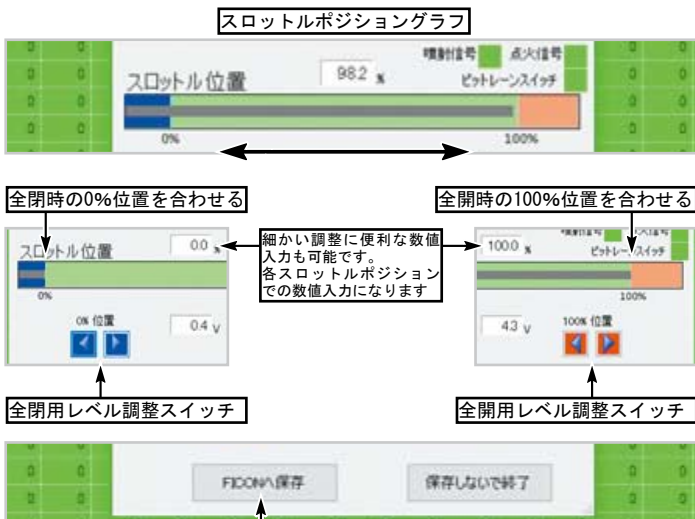 スロットルポジショングラフ
噴射信号 点火信号
スロットル位置 98.2 %
ピットレーンスイッチ
0% 100%
全閉時の0%位置を合わせる
全開時の100%位置を合わせる
スロットル位置 0.0 %
細かい調整に便利な数値
入力も可能です。
各スロットルポジション
での数値入力になります
100.0 %
ピットレーンスイッチ
0%
100%
0% 位置 0.4 V
4.3 V 100% 位置
全閉用レベル調整スイッチ
全開用レベル調整スイッチ
FICONへ保存
保存しないで終了